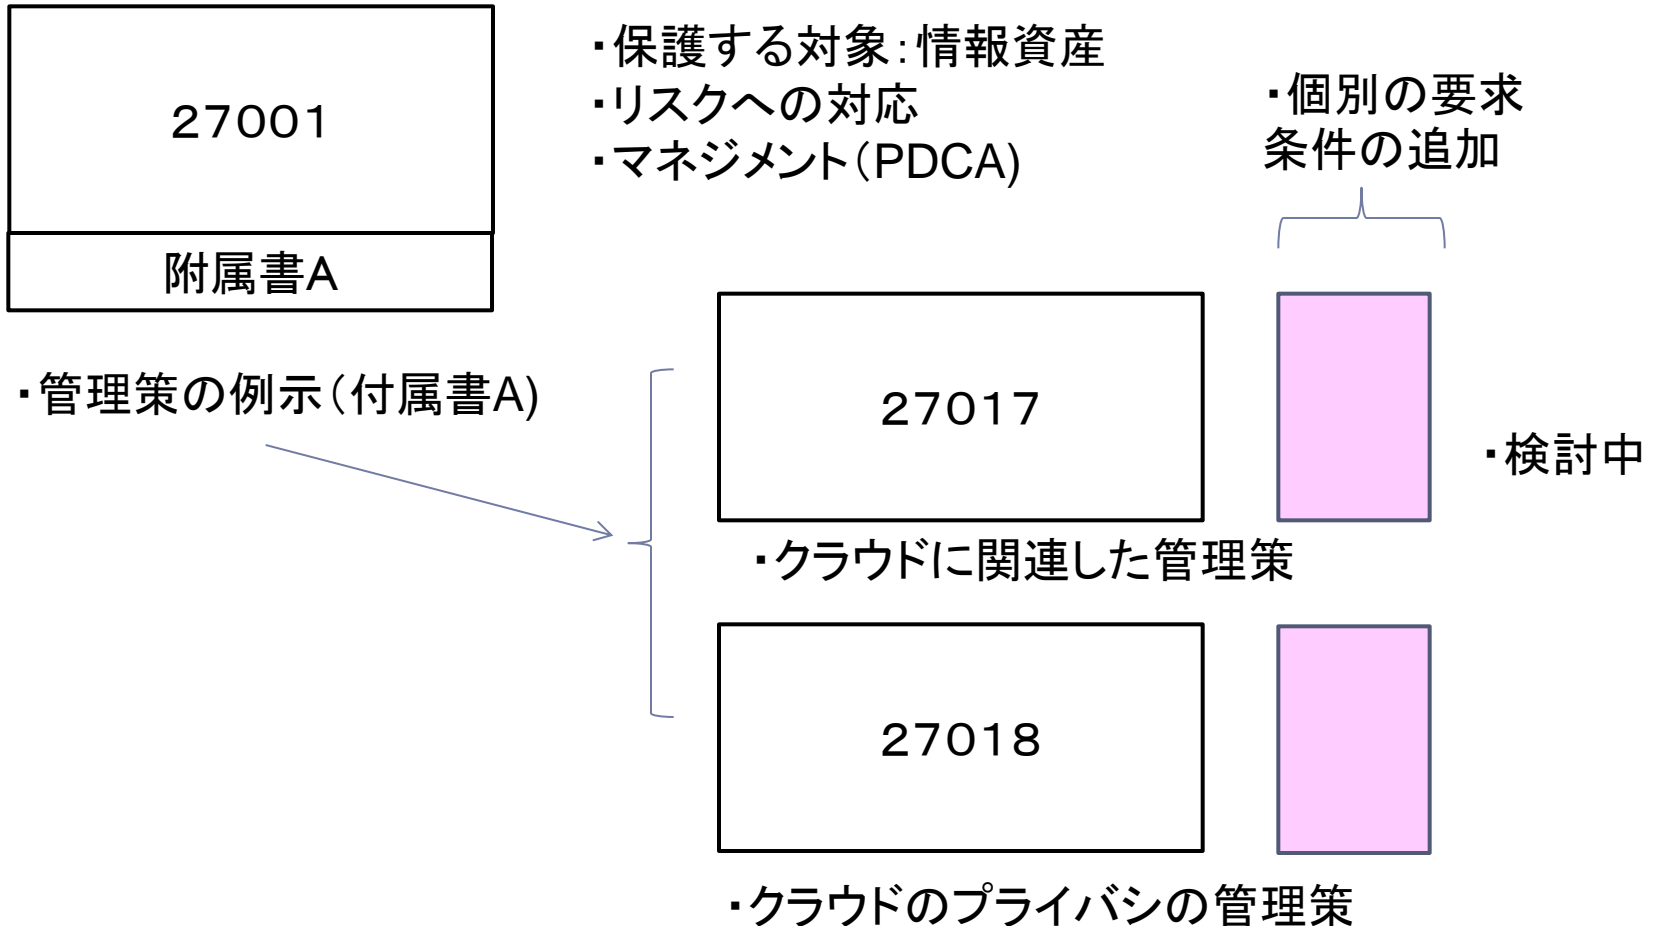 27001
附属書A
・保護する対象:情報資産
・リスクへの対応
・マネジメント(PDCA)
・個別の要求
条件の追加
・管理策の例示(付属書A)
27017
・検討中
・クラウドに関連した管理策
27018
・クラウドのプライバシの管理策